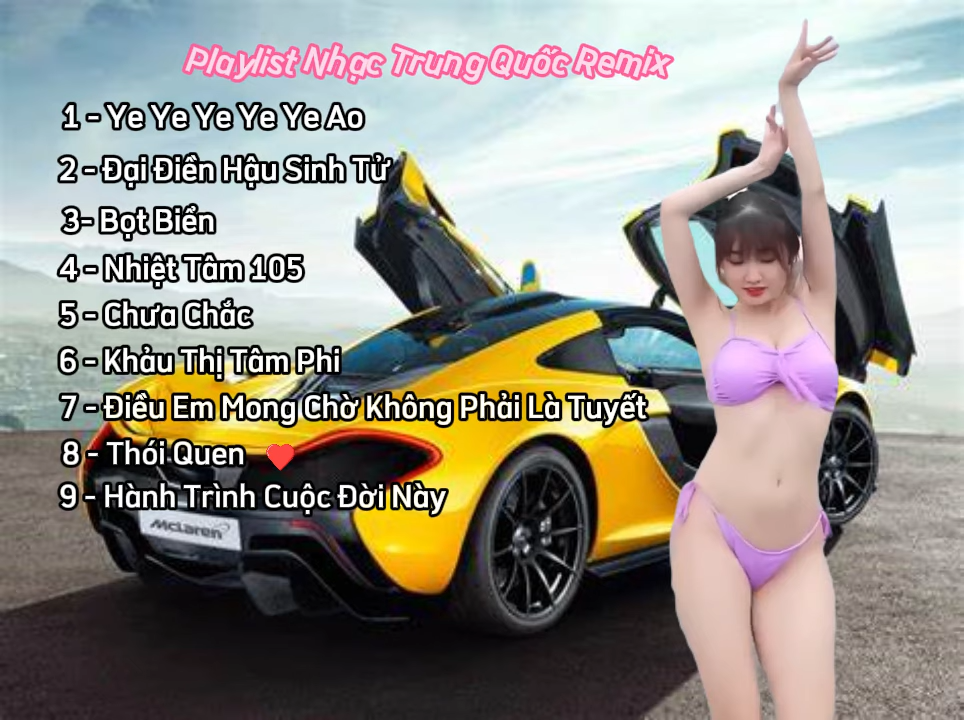 Playlist Nhạc Trung Quốc Remix
1 - Ye Ye Ye Ye Ye Ao
2 - Đại Điền Hậu Sinh Tử
3- Bọt Biển
4 - Nhiệt Tâm 105
5 - Chưa Chắc
6 - Khảu Thị Tâm Phi
7 - Điều Em Mong Chờ Không Phải Là Tuyết
8 - Thói Quen ♥
9 - Hành Trình Cuộc Đời Này
McLaren